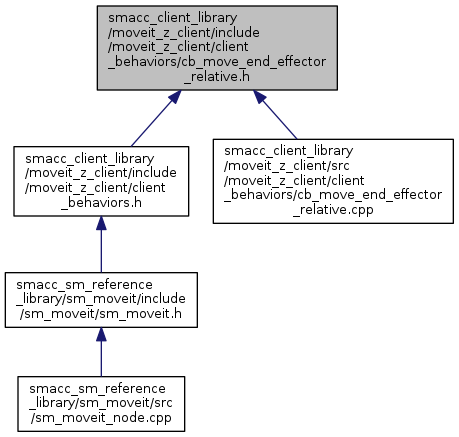 smacc_client_library
/moveit_z_client/include
/moveit_z_client/client
_behaviors/cb_move_end_effector
_relative.h
smacc_client_library
/moveit_z_client/include
/moveit_z_client/client
_behaviors.h
smacc_client_library
/moveit_z_client/src
/moveit_z_client/client
_behaviors/cb_move_end_effector
_relative.cpp
smacc_sm_reference
_library/sm_moveit/include
/sm_moveit/sm_moveit.h
smacc_sm_reference
_library/sm_moveit/src
/sm_moveit_node.cpp